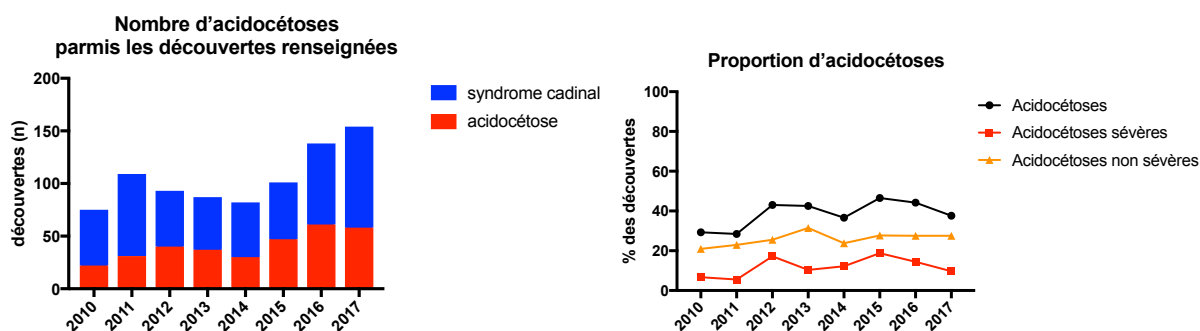 Nombre d'acidocétoses
parmis les découvertes renseignées
découvertes (n)
200
150
100
50
0
2010
2011
2012
2013
2014
2015
2016
2017
syndrome cadinal
acidocétose
Proportion d'acidocétoses
% des découvertes
100
80
60
40
20
0
2010
2011
2012
2013
2014
2015
2016
2017
Acidocétoses
Acidocétoses sévères
Acidocétoses non sévères